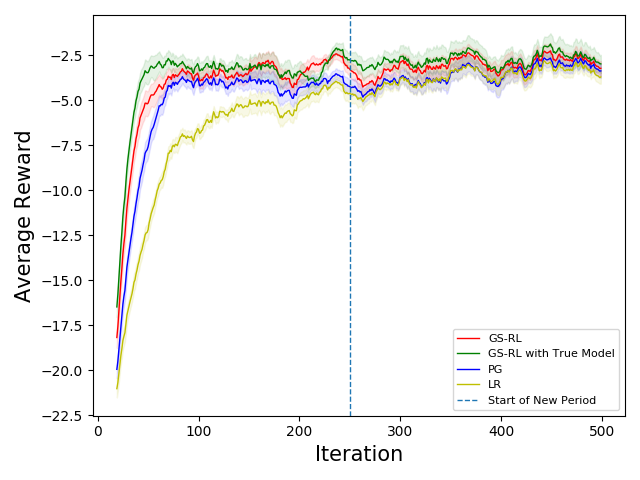 −2.5
−5.0
−7.5
−10.0
−12.5
−15.0
−17.5
−20.0
−22.5
Average Reward
0 100 200 300 400 500
Iteration
GS-RL
GS-RL with True Model
PG
LR
Start of New Period